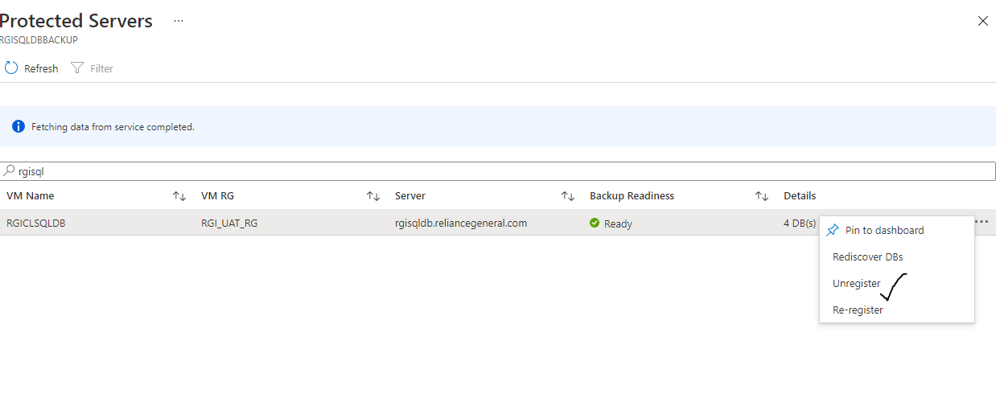 Protected Servers ...
RGISQLDBBACKUP
Refresh Filter
Fetching data from service completed.
rgisql
VM Name VM RG Server Backup Readiness Details
RGICLSQLDB RGI_UAT_RG rgisqldb.reliancegeneral.com Ready 4 DB(s) ...
Pin to dashboard
Rediscover DBs
Unregister
Re-register